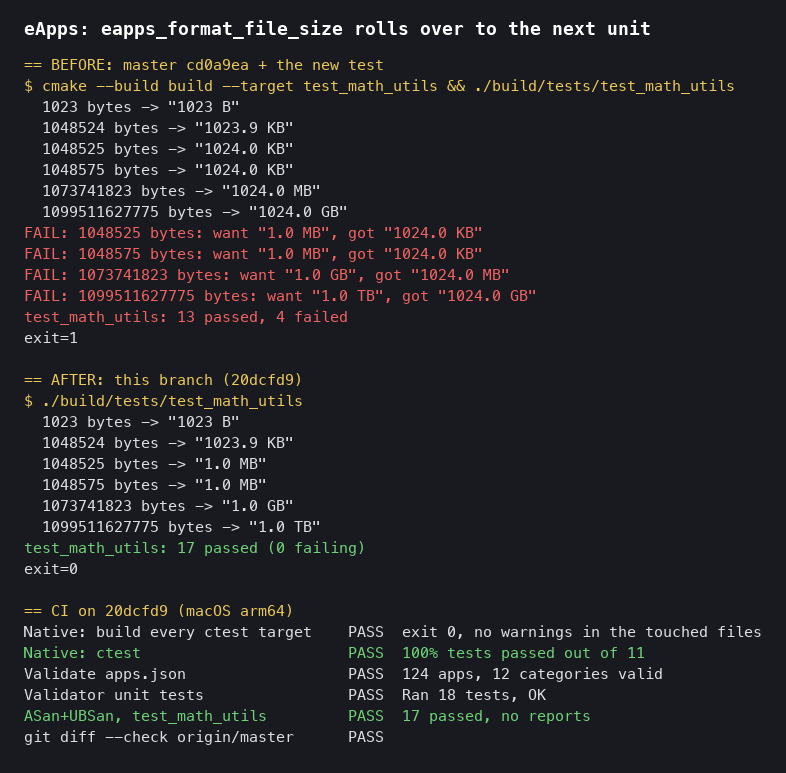 eApps: eapps_format_file_size rolls over to the next unit
== BEFORE: master cd0a9ea + the new test
$ cmake --build build --target test_math_utils && ./build/tests/test_math_utils
1023 bytes -> "1023 B"
1048524 bytes -> "1023.9 KB"
1048525 bytes -> "1024.0 KB"
1048575 bytes -> "1024.0 KB"
1073741823 bytes -> "1024.0 MB"
1099511627775 bytes -> "1024.0 GB"
FAIL: 1048525 bytes: want "1.0 MB", got "1024.0 KB"
FAIL: 1048575 bytes: want "1.0 MB", got "1024.0 KB"
FAIL: 1073741823 bytes: want "1.0 GB", got "1024.0 MB"
FAIL: 1099511627775 bytes: want "1.0 TB", got "1024.0 GB"
test_math_utils: 13 passed, 4 failed
exit=1
== AFTER: this branch (20dcfd9)
$ ./build/tests/test_math_utils
1023 bytes -> "1023 B"
1048524 bytes -> "1023.9 KB"
1048525 bytes -> "1.0 MB"
1048575 bytes -> "1.0 MB"
1073741823 bytes -> "1.0 GB"
1099511627775 bytes -> "1.0 TB"
test_math_utils: 17 passed (0 failing)
exit=0
== CI on 20dcfd9 (macOS arm64)
Native: build every ctest target    PASS  exit 0, no warnings in the touched files
Native: ctest                       PASS  100% tests passed out of 11
Validate apps.json                  PASS  124 apps, 12 categories valid
Validator unit tests                PASS  Ran 18 tests, OK
ASan+UBSan, test_math_utils         PASS  17 passed, no reports
git diff --check origin/master      PASS